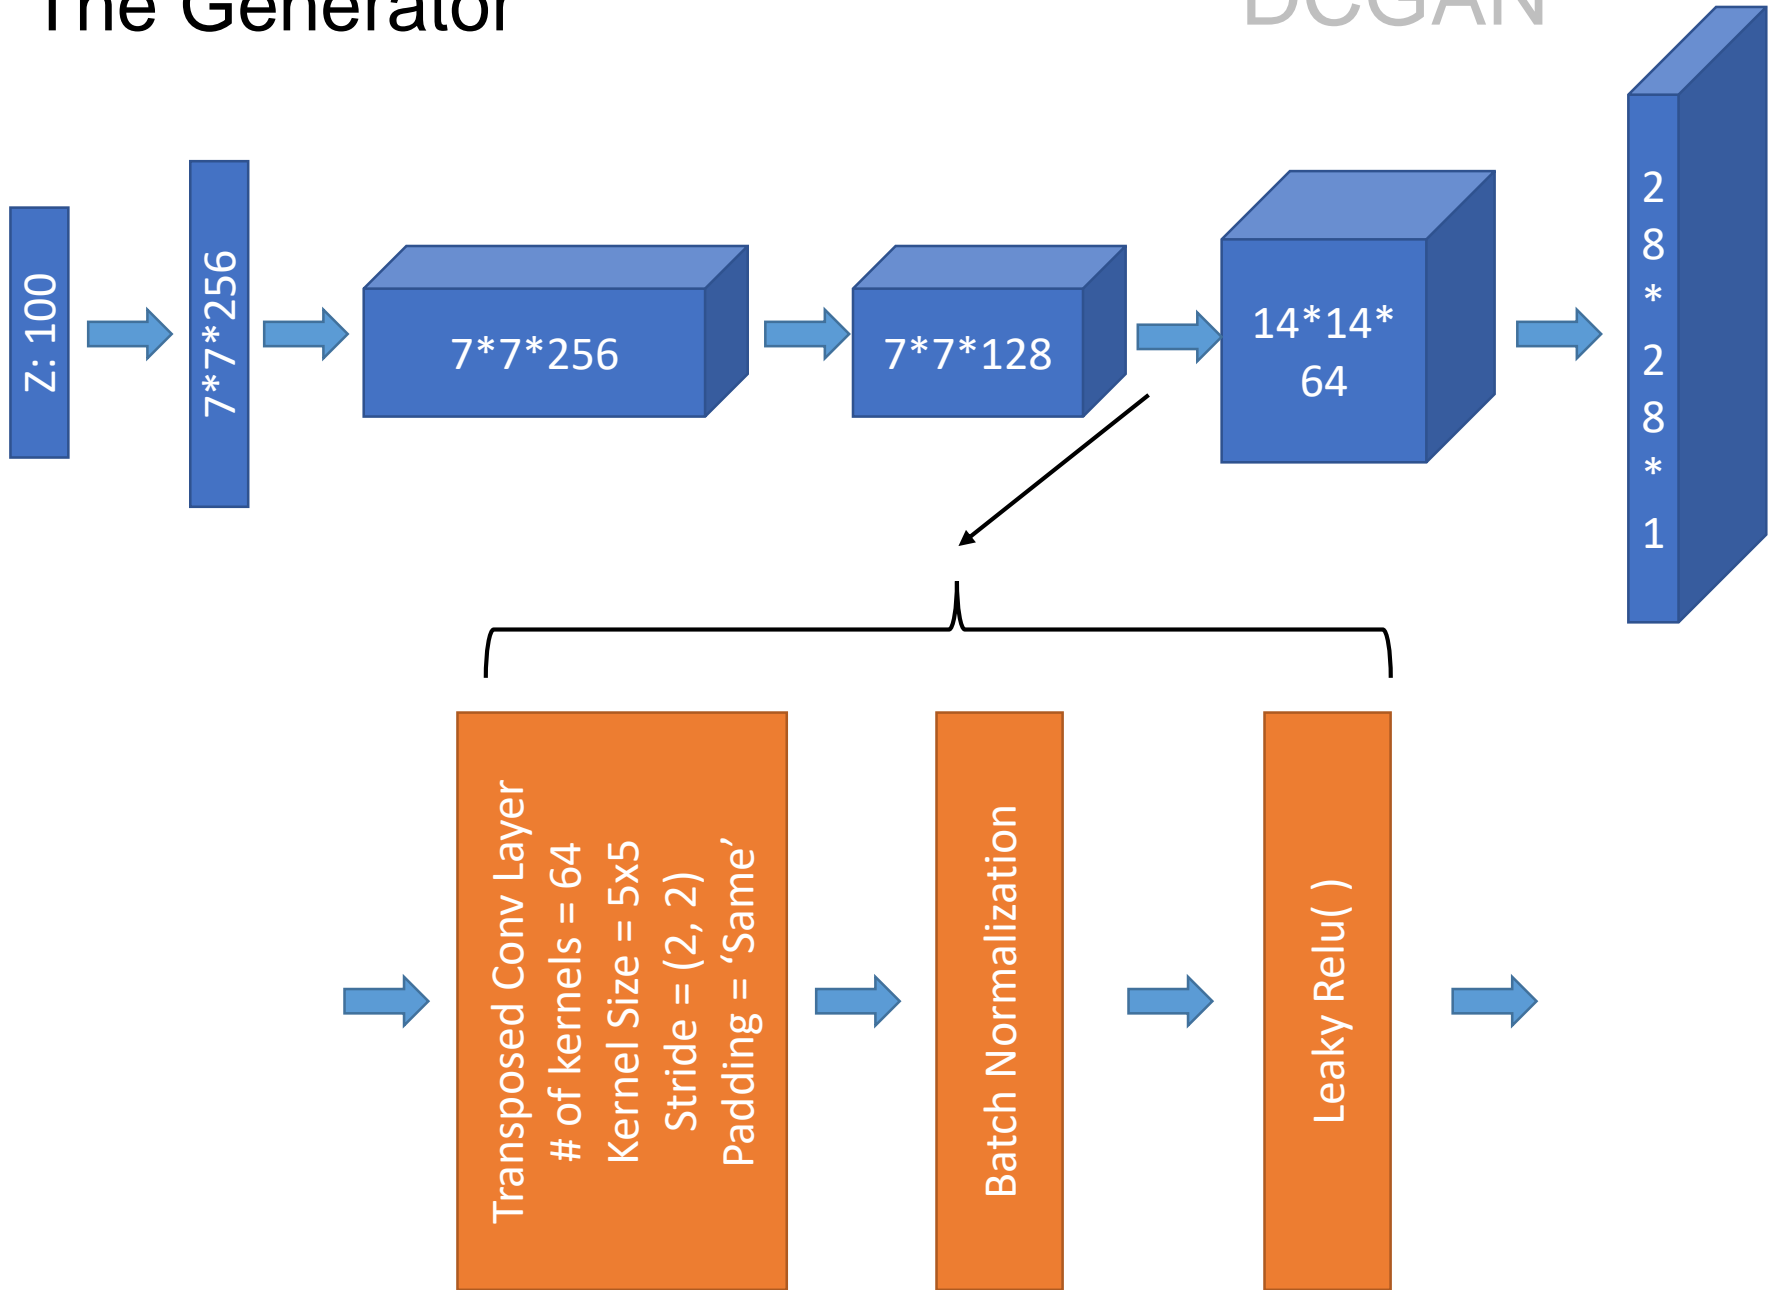 The Generator
DCGAN
Z: 100
7*7*256
7*7*256
7*7*128
14*14*
64
2
8
*
2
8
*
1
Transposed Conv Layer
# of kernels = 64
Kernel Size = 5x5
Stride = (2, 2)
Padding = ‘Same’
Batch Normalization
Leaky Relu( )